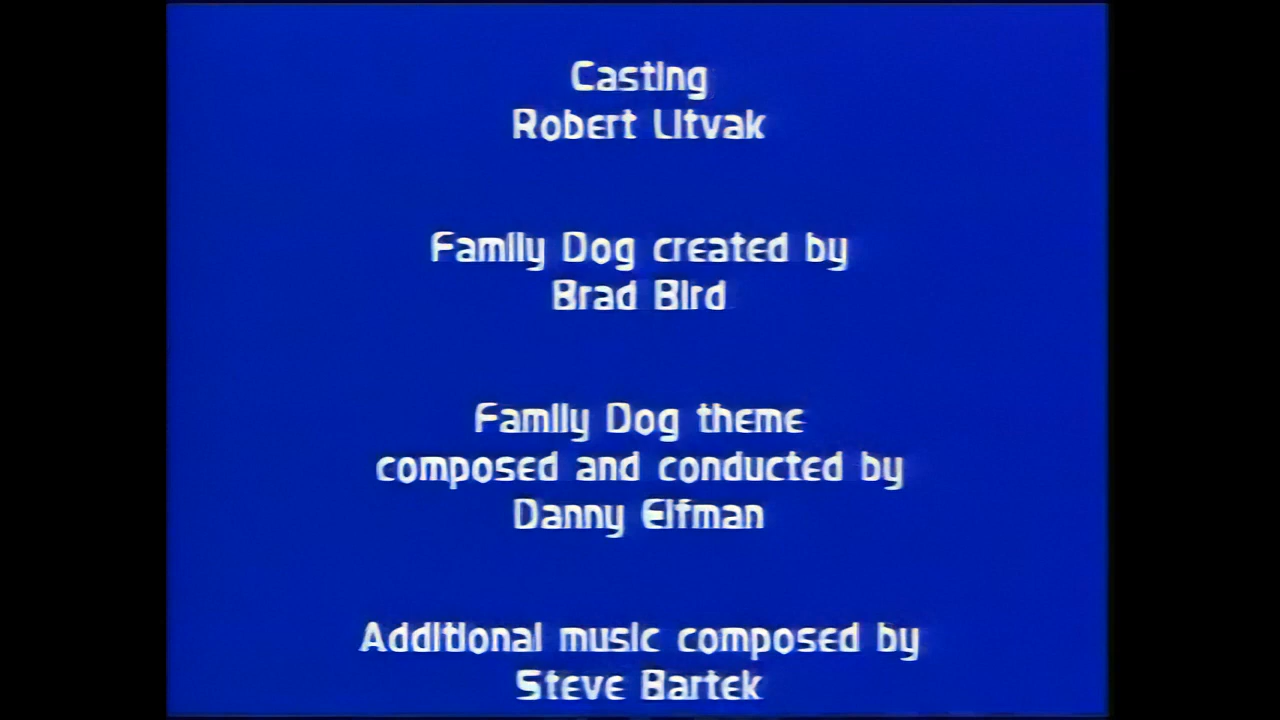 Casting
Robert Litvak
Family Dog created by
Brad Bird
Family Dog theme
composed and conducted by
Danny Elfman
Additional music composed by
Steve Bartek